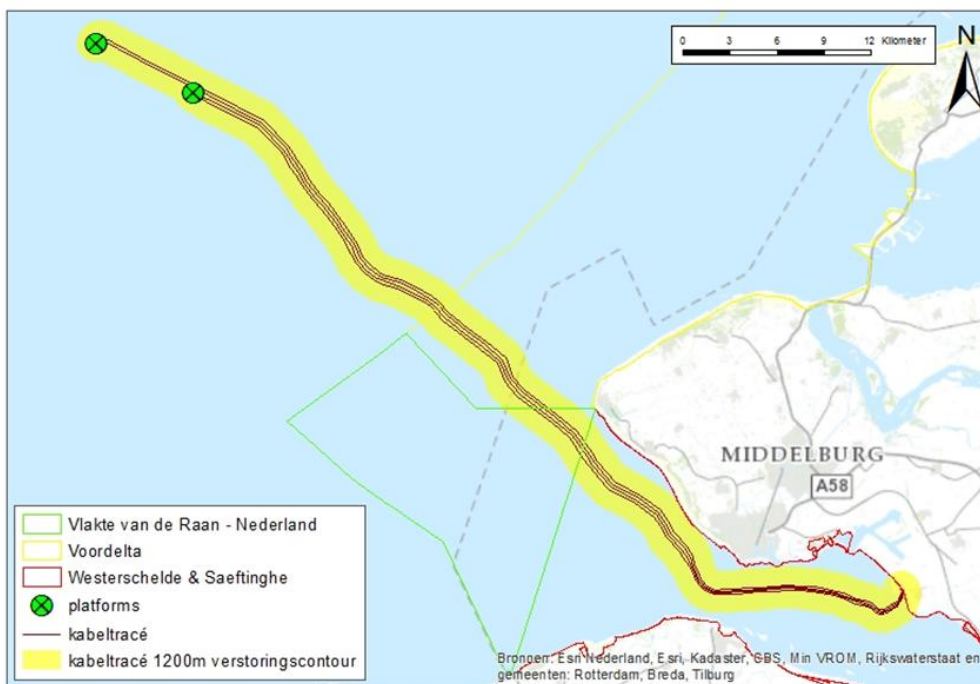 0 3 6 9 12 Kilometer
N
MIDDELBURG
A58
Vlakte van de Raan - Nederland
Voordelta
Westerschelde & Saeftinghe
platforms
kabeltracé
kabeltracé 1200m verstoringscontour
Bronnen: Esri Nederland, Esri, Kadaster, CBS, Min VROM, Rijkswaterstaat en
gemeenten: Rotterdam, Breda, Tilburg